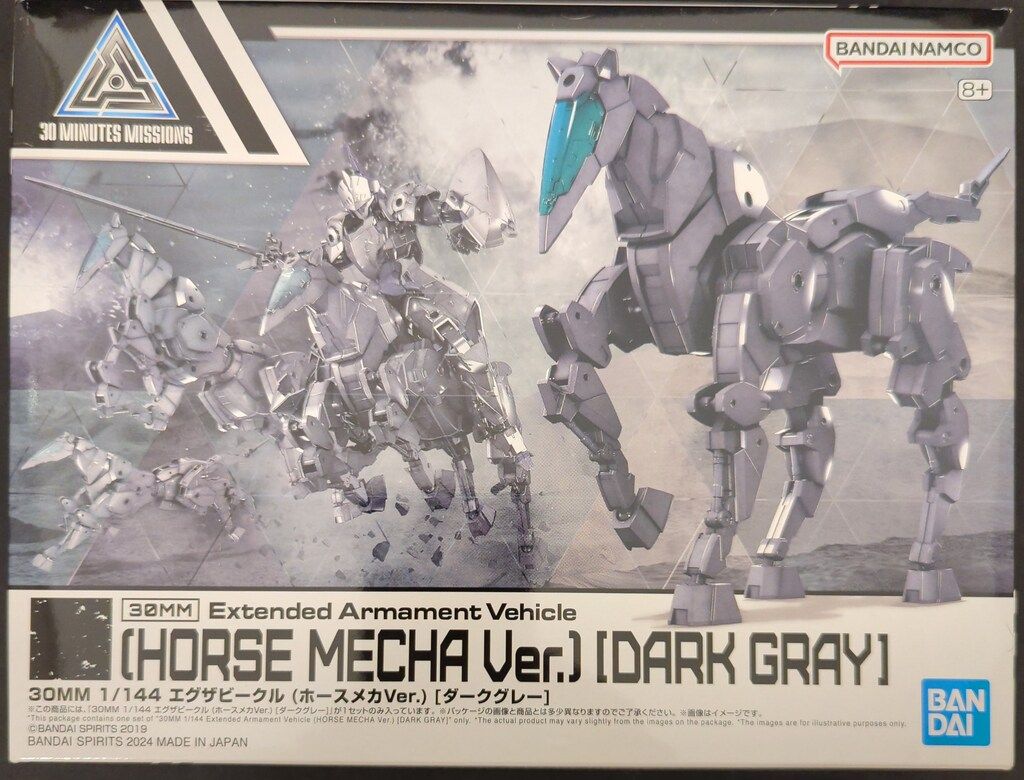 30 MINUTES MISSIONS
BANDAI NAMCO
8+
30MM Extended Armament Vehicle
(HORSE MECHA Ver.) [DARK GRAY]
30MM 1/144 エグザビークル (ホースメカVer.) [ダークグレー]
※この商品には、「30MM 1/144 エグザビークル (ホースメカVer.) [ダークグレー]」が1セットのみ入っています。※パッケージの画像と商品とは多少異なりますのでご了承ください。※画像はイメージです。
*This package contains one set of "30MM 1/144 Extended Armament Vehicle (HORSE MECHA Ver.) [DARK GRAY]" only. *The actual product may vary slightly from the images on the package. *The images are for illustrative purposes only.
©BANDAI SPIRITS 2019
BANDAI SPIRITS 2024 MADE IN JAPAN
BAN
DAI